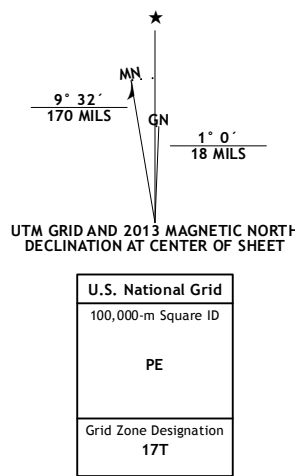 ★
MN
9° 32´
170 MILS
GN
1° 0´
18 MILS
UTM GRID AND 2013 MAGNETIC NORTH
DECLINATION AT CENTER OF SHEET
U.S. National Grid
100,000-m Square ID
PE
Grid Zone Designation
17T